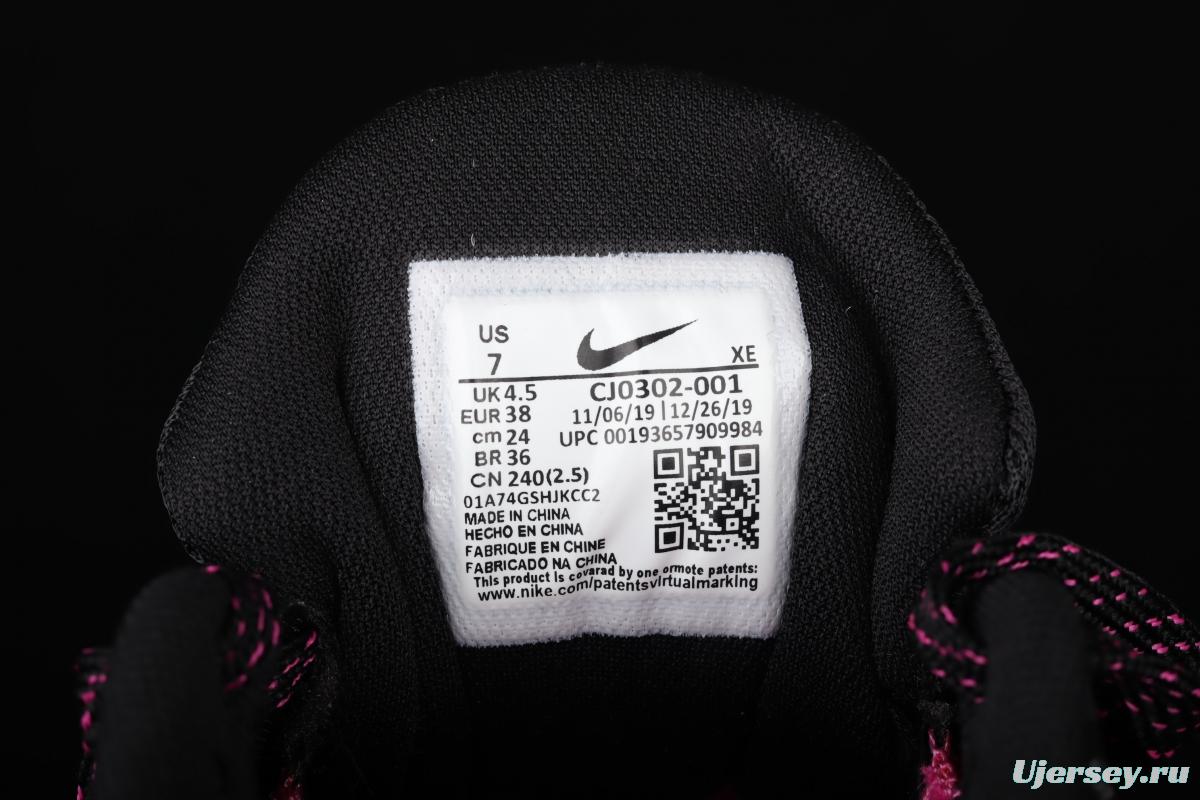 US
7
XE
UK 4.5
EUR 38
cm 24
BR 36
CN 240(2.5)
CJ0302-001
11/06/19 | 12/26/19
UPC 00193657909984
01A74GSHJKCC2
MADE IN CHINA
HECHO EN CHINA
FABRIQUE EN CHINE
FABRICADO NA CHINA
This product is covarad by one ormote patents:
www.nike.com/patentsvirtualmarking
Ujersey.ru